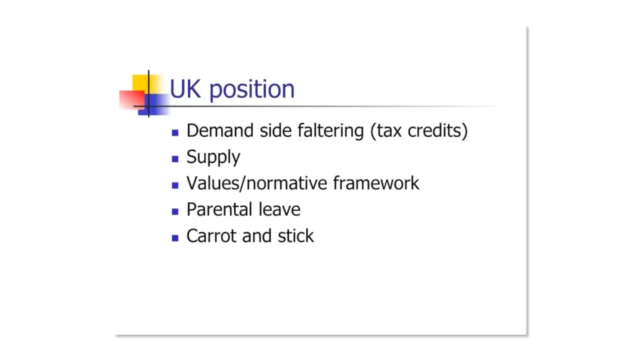 UK position
Demand side faltering (tax credits)
Supply
Values/normative framework
Parental leave
Carrot and stick